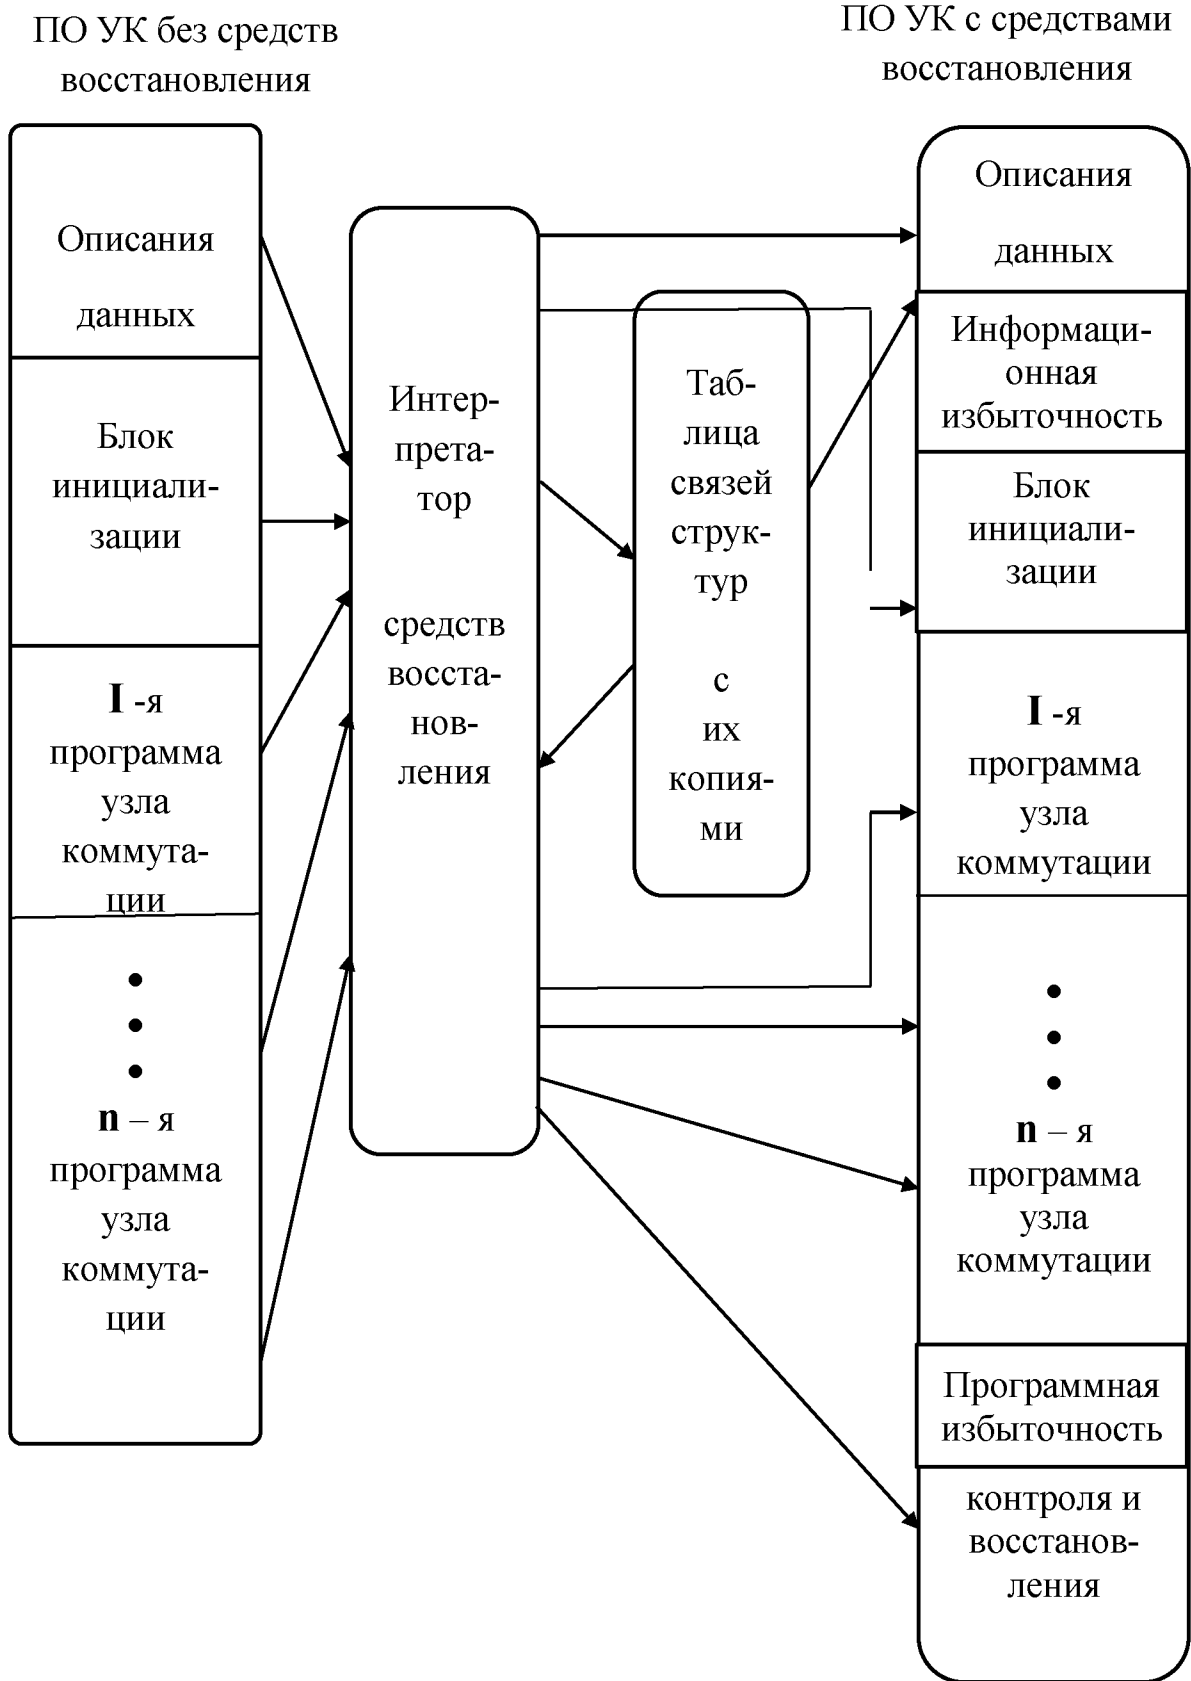 ПО УК без средств
восстановления
ПО УК с средствами
восстановления
Описания
данных
Блок
инициали-
зации
I -я
программа
узла
коммута-
ции
n – я
программа
узла
коммута-
ции
Интер-
прета-
тор
средств
восста-
нов-
ления
Таб-
лица
связей
струк-
тур
с
их
копия-
ми
Описания
данных
Информаци-
онная
избыточность
Блок
инициали-
зации
I -я
программа
узла
коммутации
n – я
программа
узла
коммутации
Программная
избыточность
контроля и
восстанов-
ления